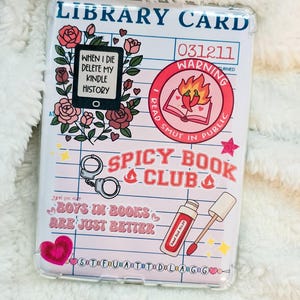 LIBRARY CARD
031211
WHEN I DIE
DELETE MY
KINDLE
HISTORY
WARNING
I READ SMUT IN PUBLIC
SPICY BOOK
CLUB
BOYS IN BOOKS
ARE JUST BETTER
STFUATTDLAGG